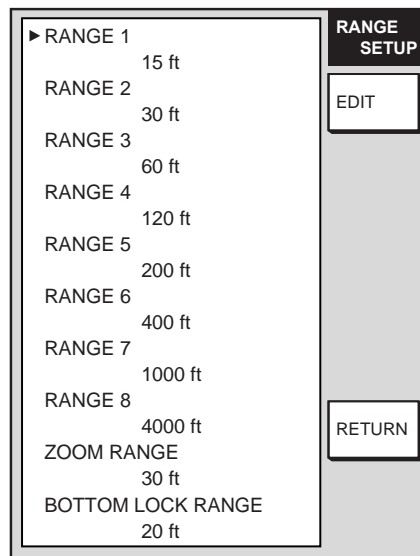 RANGE 1
15 ft
RANGE 2
30 ft
RANGE 3
60 ft
RANGE 4
120 ft
RANGE 5
200 ft
RANGE 6
400 ft
RANGE 7
1000 ft
RANGE 8
4000 ft
ZOOM RANGE
30 ft
BOTTOM LOCK RANGE
20 ft
RANGE
SETUP
EDIT
RETURN